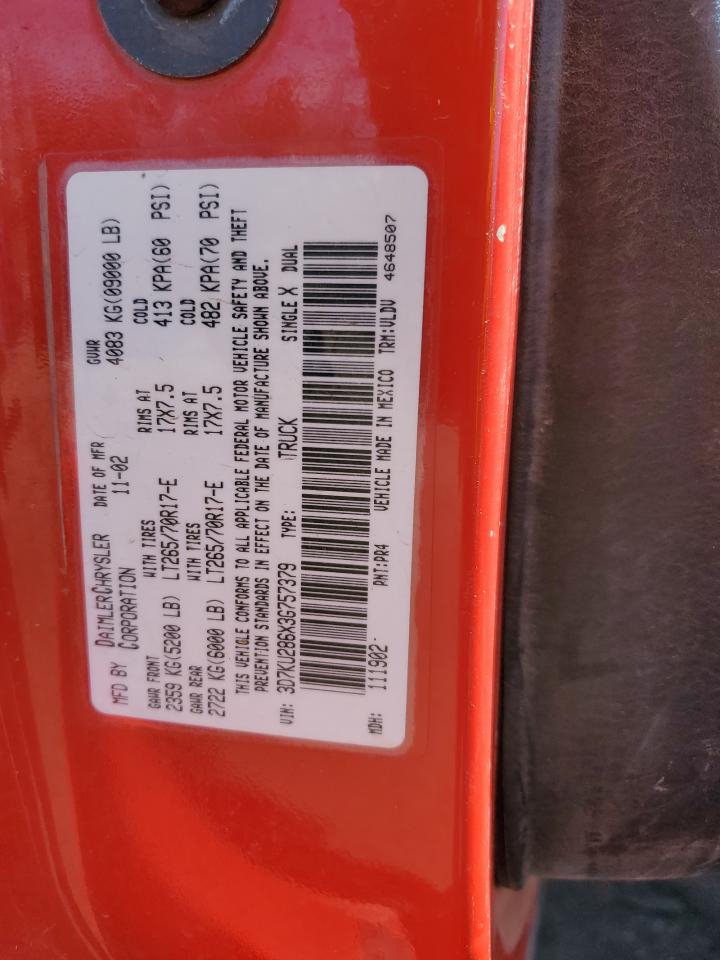 MFD BY DAIMLERCHRYSLER CORPORATION
DATE OF MFR 11-02
GVWR 4083 KG(09000 LB)
GAWR FRONT WITH TIRES RIMS AT COLD
2359 KG(5200 LB) LT265/70R17-E 17X7.5 413 KPA(60 PSI)
GAWR REAR WITH TIRES RIMS AT COLD
2722 KG(6000 LB) LT265/70R17-E 17X7.5 482 KPA(70 PSI)
THIS VEHICLE CONFORMS TO ALL APPLICABLE FEDERAL MOTOR VEHICLE SAFETY AND THEFT
PREVENTION STANDARDS IN EFFECT ON THE DATE OF MANUFACTURE SHOWN ABOVE.
VIN: 3D7KU286X3G757379 TYPE: TRUCK SINGLE X DUAL
MDH: 111902 PNT:PR4 VEHICLE MADE IN MEXICO TRM:VLDV 4648507